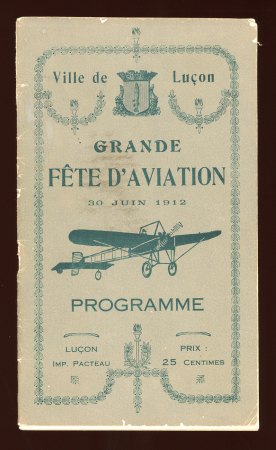 Ville de Luçon
GRANDE
FÊTE D'AVIATION
30 JUIN 1912
PROGRAMME
LUÇON
IMP. PACTEAU
PRIX :
25 CENTIMES